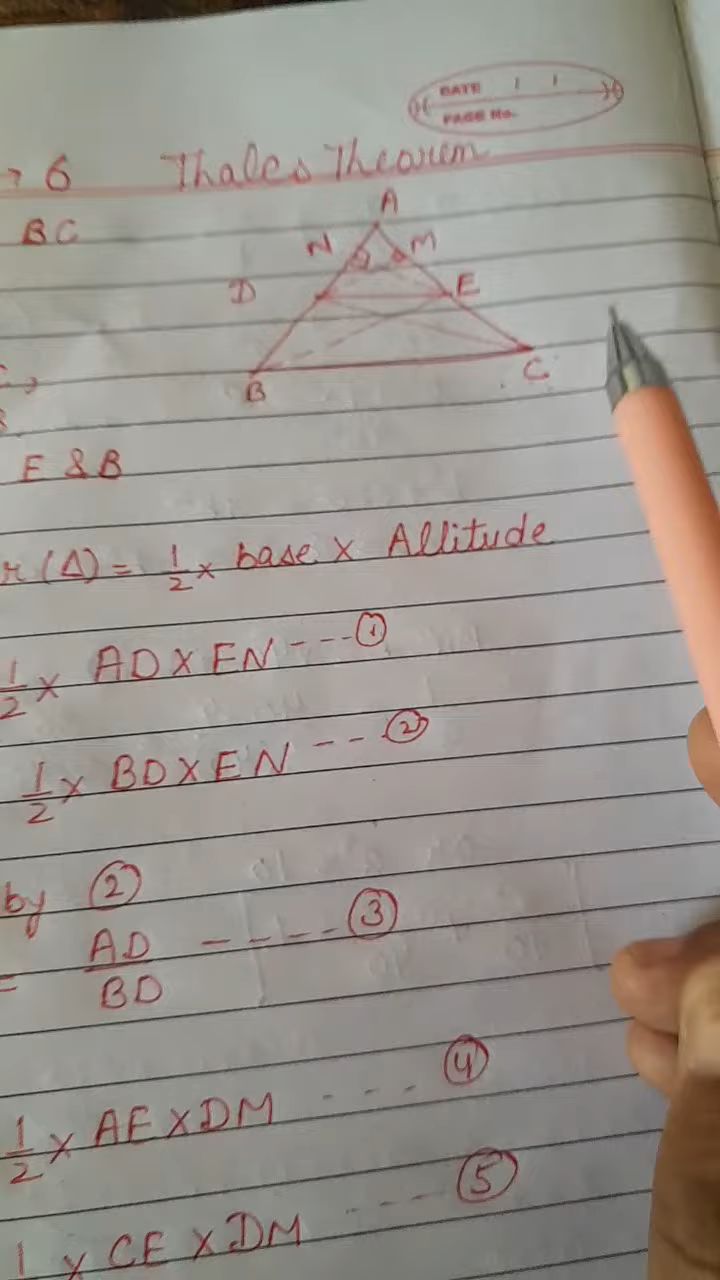 DATE
PAGE No.
6 Thales Theorem
BC
A
N M
D E
B C
E & B
(Δ) = 1/2 × base × Allitude
1/2 × AD × EN ---①
1/2 × BD × EN --- ②
by ②
= AD/BD ----- ③
1/2 × AE × DM --- ④
1 × CE × DM ---- ⑤